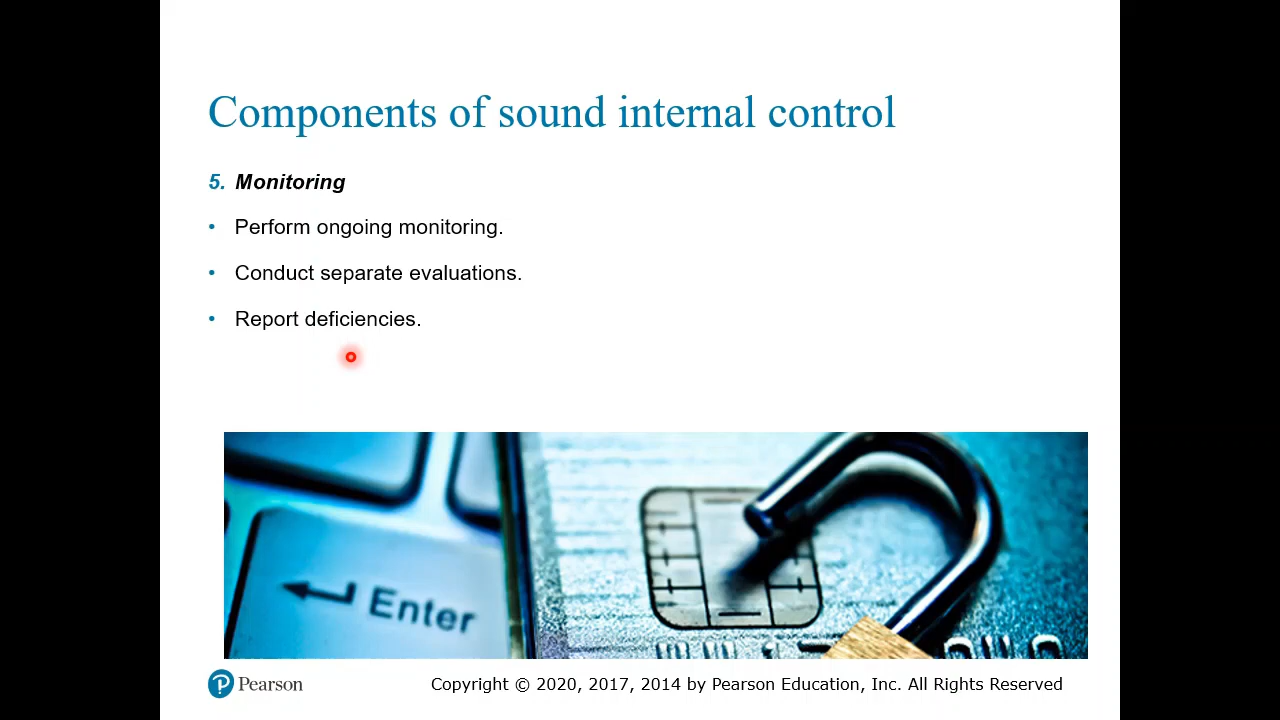 Components of sound internal control
5. Monitoring
• Perform ongoing monitoring.
• Conduct separate evaluations.
• Report deficiencies.
Enter
P Pearson
Copyright © 2020, 2017, 2014 by Pearson Education, Inc. All Rights Reserved